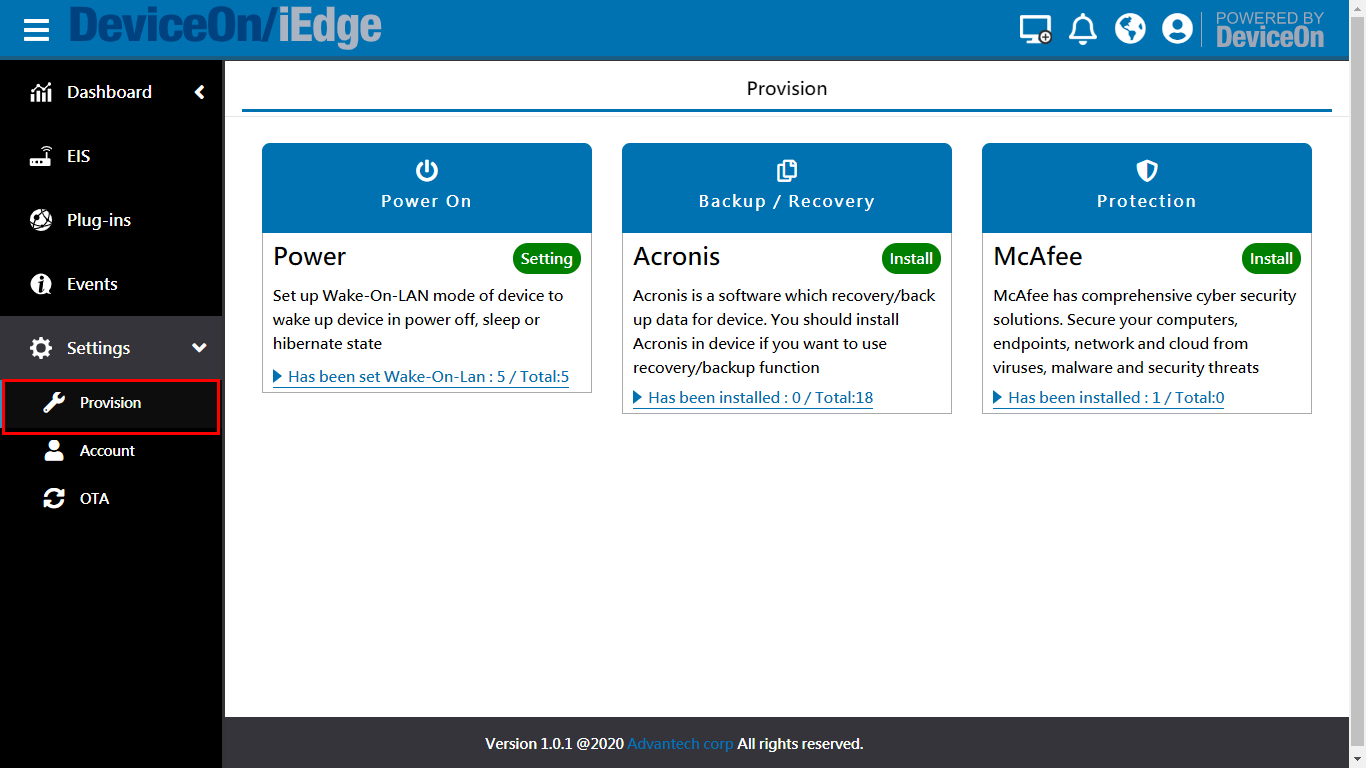 DeviceOn/iEdge
POWERED BY
DeviceOn
Dashboard
EIS
Plug-ins
Events
Settings
Provision
Account
OTA
Provision
Power On
Power
Setting
Set up Wake-On-LAN mode of device to
wake up device in power off, sleep or
hibernate state
Has been set Wake-On-Lan : 5 / Total:5
Backup / Recovery
Acronis
Install
Acronis is a software which recovery/back
up data for device. You should install
Acronis in device if you want to use
recovery/backup function
Has been installed : 0 / Total:18
Protection
McAfee
Install
McAfee has comprehensive cyber security
solutions. Secure your computers,
endpoints, network and cloud from
viruses, malware and security threats
Has been installed : 1 / Total:0
Version 1.0.1 @2020 Advantech corp All rights reserved.